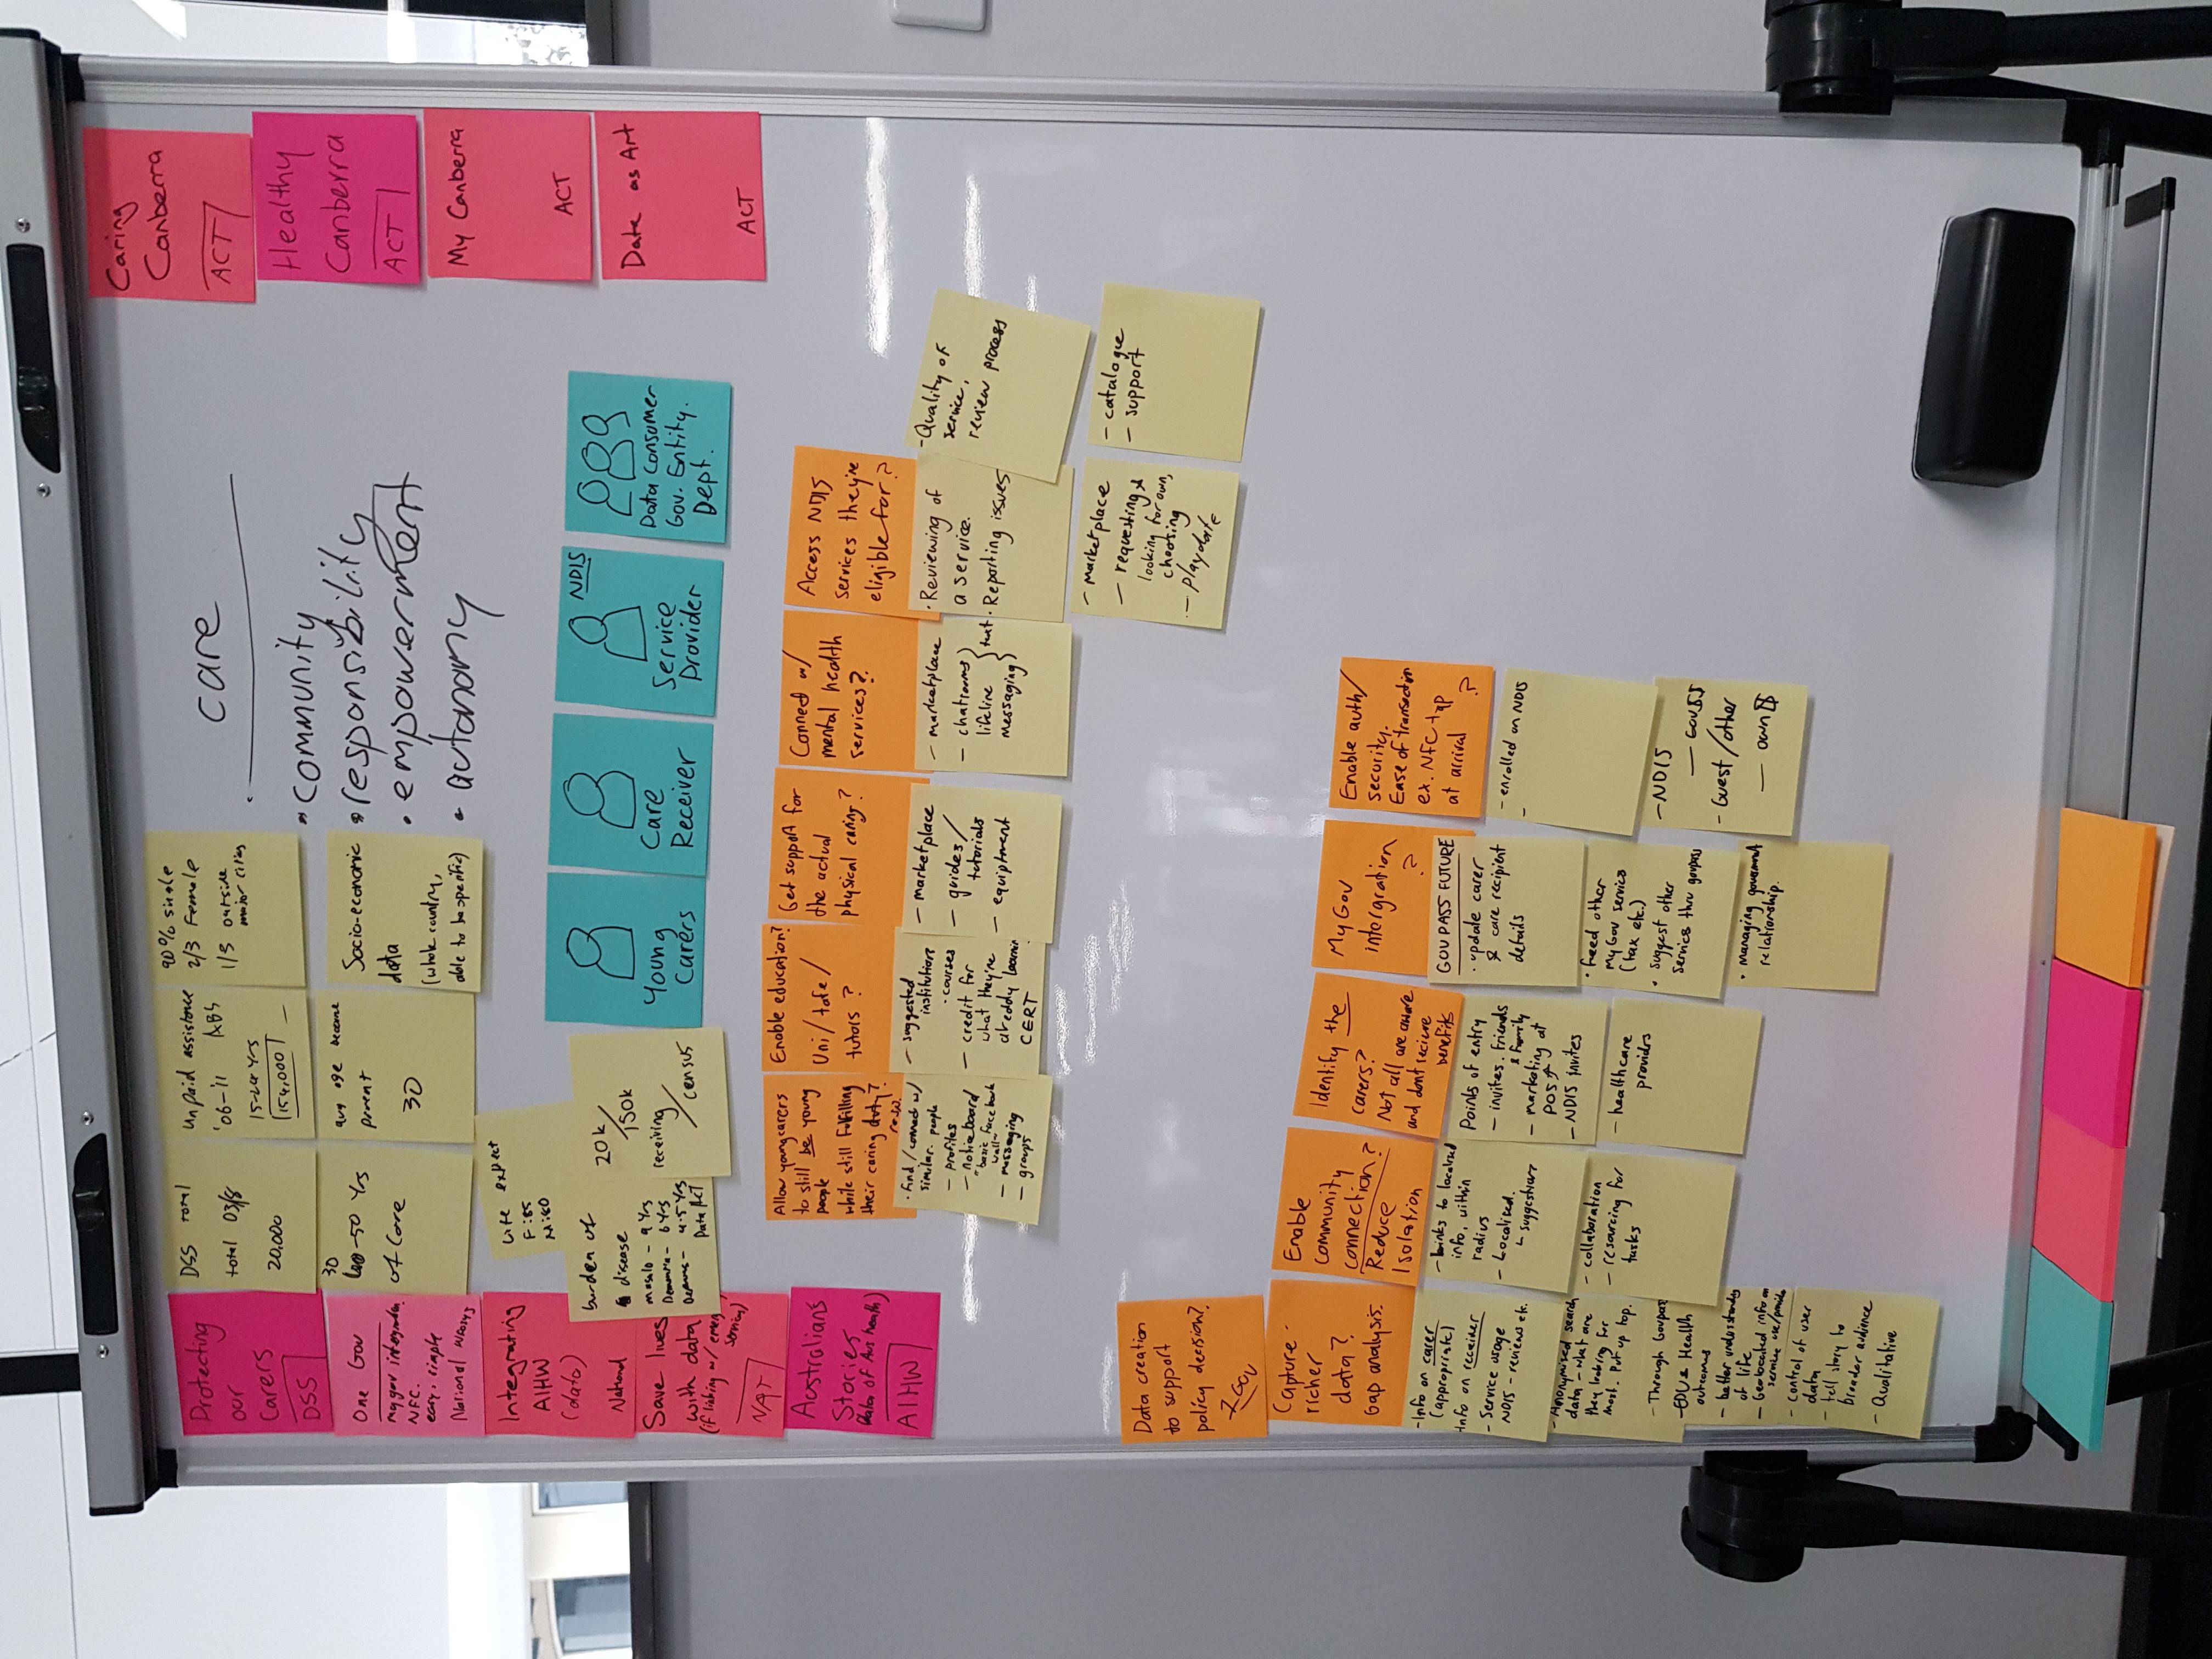 Protecting
our
Carers
DSS
DSS total
total 03/8
20,000
Unpaid assistance
'06-'11 ABS
15-24 Yrs
154,000
90% single
2/3 Female
1/5 outside
major cities
care
• community
• responsibility
• empowerment
• autonomy
Caring
Canberra
ACT
Healthy
Canberra
ACT
My Canberra
ACT
Data as Art
ACT
One Gov
mygov integration.
NFC.
easy, simple
National
30
-50 Yrs
of Care
avg age become
parent
30
Socio-economic
data
(whole country,
able to be specific)
Integrating
AIHW
(data)
National
Life expect
F:85
M:80
Save lives
with data
(if linking w/ emerg
services)
NAT
burden of
disease
- 9 Yrs
Dementia - 6 Yrs
- 4.5 Yrs
Data ACT
20k
/150k
receiving
/census
Young
Carers
Care
Receiver
NDIS
Service
Provider
Data Consumer
Gov. Entity.
Dept.
Australians
Stories
(data of Aus health)
AIHW
Allow young carers
to still be young
people
while still fulfilling
their caring duty?
Enable education?
Uni/tafe/
tutors?
Get support for
the actual
physical caring?
Connect w/
mental health
services?
Access NDIS
services they're
eligible for?
• find/connect w/
similar. people
- profiles
- noticeboard
"basic facebook
wall"
- messaging
- groups
- suggested
institutions
• courses
- credit for
what they're
already learnin
CERT
- marketplace
- guides/
tutorials
- equiptment
- marketplace
- chatrooms
lifeline
messaging
text
• Reviewing of
a service.
• Reporting issues
- Quality of
service,
review process
- marketplace
- requesting &
looking for own,
choosing
- playdate
- catalogue
- support
Data creation
to support
policy decision?
GOV
Capture
richer
data?
Gap analysis.
Enable
community
connection?
Reduce
Isolation
Identify the
carers?
Not all are aware
and dont recieve
benefits
MyGov
intergration
?
Enable auth/
security.
Ease of transaction
ex. NFC tap
at arrival
?
- Info on carer
(appropriate)
- Info on receiver
- Service usage
NDIS - reviews etc.
- Anonymised search
data - what are
they looking for
most. Put up top.
- Through Govpass
- EDU & Health
outcomes
- better understanding
of life
- Geolocated info on
services use/provide
- control of user
data
- tell story to
broader audience
- Qualitative
- Links to localised
info, within
radius
- Localised.
suggestions
- collaboration
- resourcing for
tasks
Points of entry
- invites. Friends
& family
- marketing at
POS
- NDIS invites
- healthcare
providrs
GOVPASS FUTURE
• update carer
& care recipient
details
• feed other
MyGov service
(tax etc.)
• suggest other
services thru govpass
• managing government
relationship.
- enrolled on NDIS
-
- NDIS
- GOV $$
- Guest/other
- own $